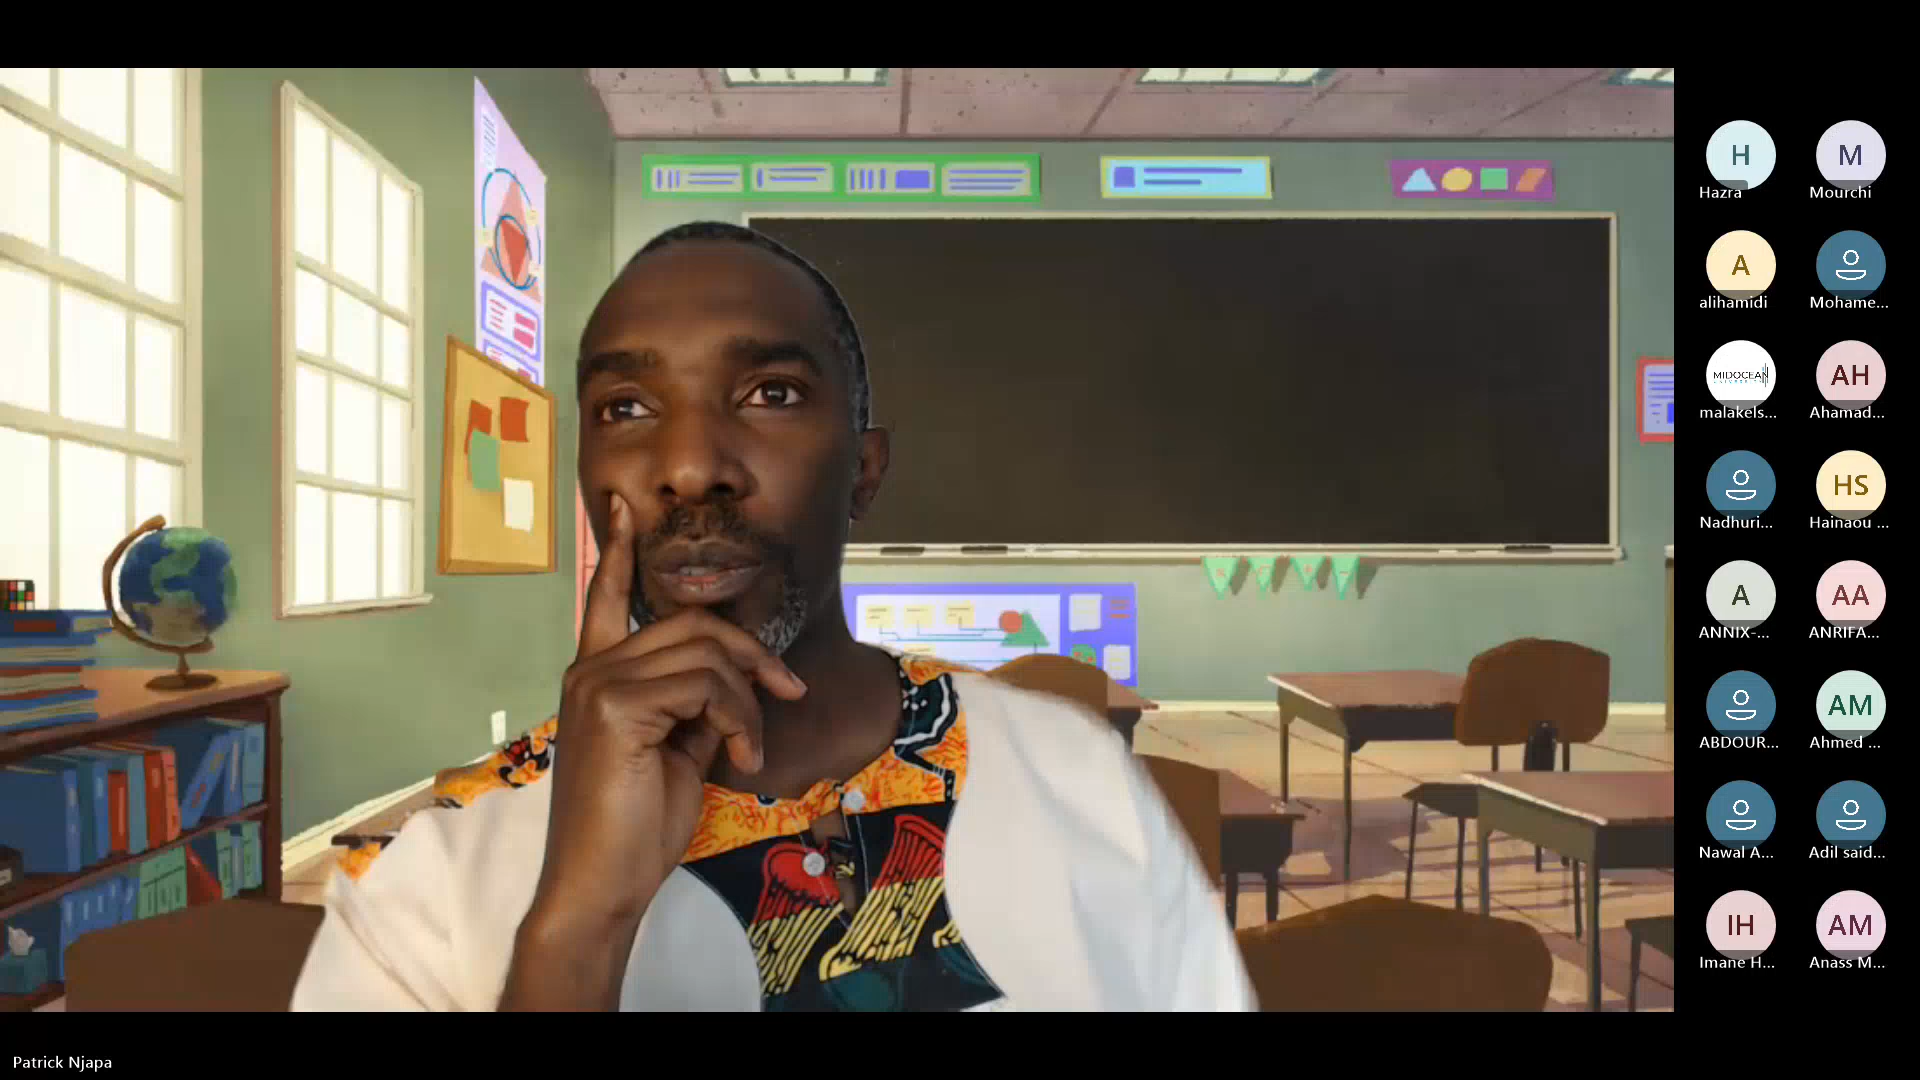 H
M
Hazra
Mourchi
A
alihamidi
Mohame...
MIDOCEAN
AH
malakels...
Ahamad...
HS
Nadhuri...
Hainaou ...
A
AA
ANNIX-...
ANRIFA...
AM
ABDOUR...
Ahmed ...
Nawal A...
Adil said...
IH
AM
Imane H...
Anass M...
Patrick Njapa